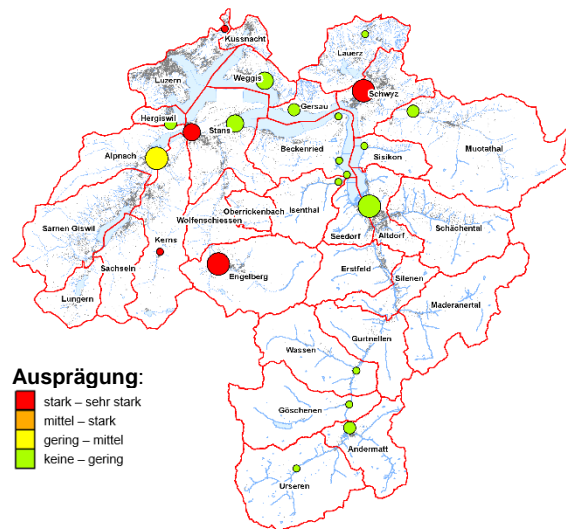 Kussnacht
Lauerz
Luzern
Weggis
Schwyz
Gersau
Hergiswil
Stans
Beckenried
Sisikon
Muotathal
Alpnach
Oberrickenbach
Isenthal
Wolfenschiessen
Sarnen Giswil
Kerns
Seedorf
Altdorf
Schächental
Sachseln
Engelberg
Erstfeld
Silenen
Lungern
Maderanertal
Gurtnellen
Wassen
Göschenen
Andermatt
Urseren
Ausprägung:
stark – sehr stark
mittel – stark
gering – mittel
keine – gering